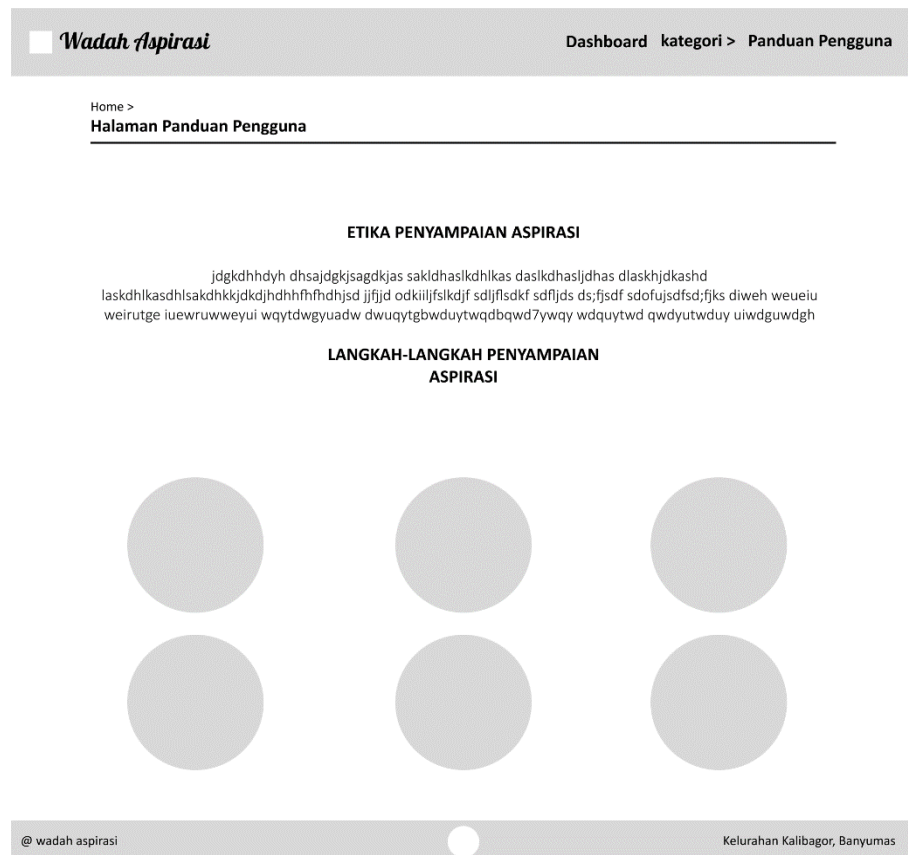 Wadah Aspirasi
Dashboard kategori > Panduan Pengguna
Home >
Halaman Panduan Pengguna
ETIKA PENYAMPAIAN ASPIRASI
jdgkdhhdyh dhsajdgkjsagdkjas sakldhaslkdhlkas daslkdhasljdhas dlaskhjdkashd
laskdhlkasdhlsakdhkkjdkdjhdhhfhfhdhjsd jjfjjd odkiiljfslkdjf sdljflsdkf sdfljds ds;fjsdf sdofujsdfsd;fjks diweh weueiu
weirutge iuewruwweyui wqytdwgyuadw dwuqytgbwduytwqdbqwd7ywqy wdquytwd qwdyutwduy uiwdguwdgh
LANGKAH-LANGKAH PENYAMPAIAN
ASPIRASI
@ wadah aspirasi
Kelurahan Kalibagor, Banyumas